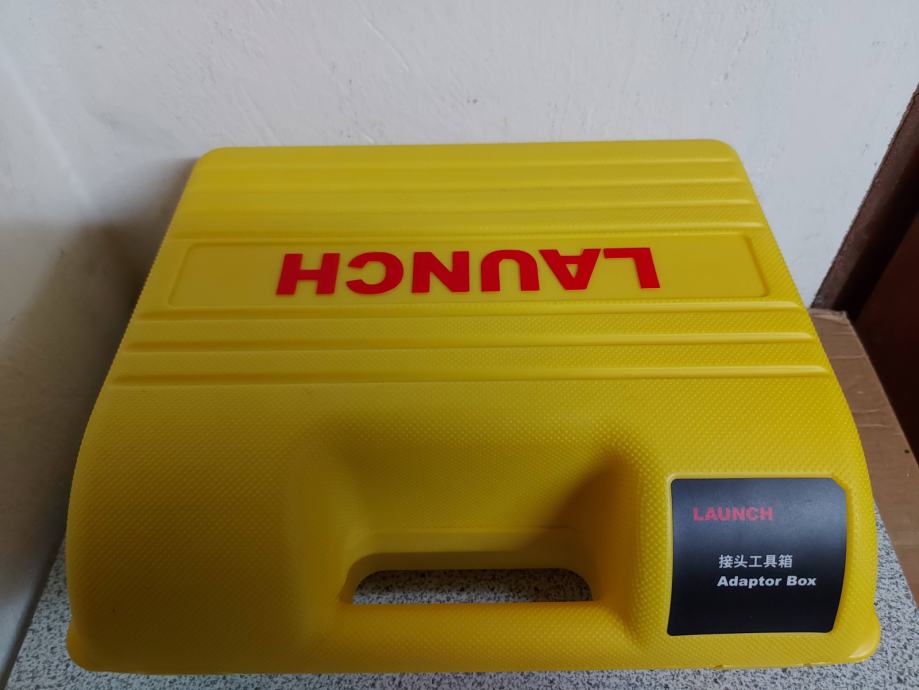 LAUNCH
LAUNCH
接头工具箱
Adaptor Box